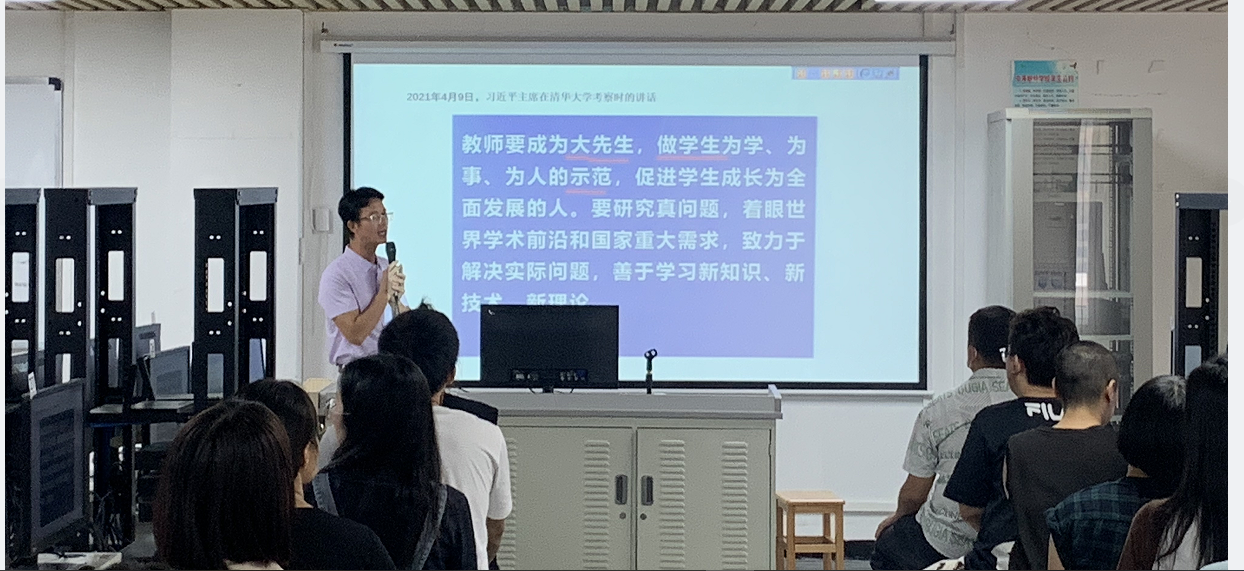 2021年4月9日，习近平主席在清华大学考察时的讲话
教师要成为大先生，做学生为学、为
事、为人的示范，促进学生成长为全
面发展的人。要研究真问题，着眼世
界学术前沿和国家重大需求，致力于
解决实际问题，善于学习新知识、新
技术、新理论
FIL